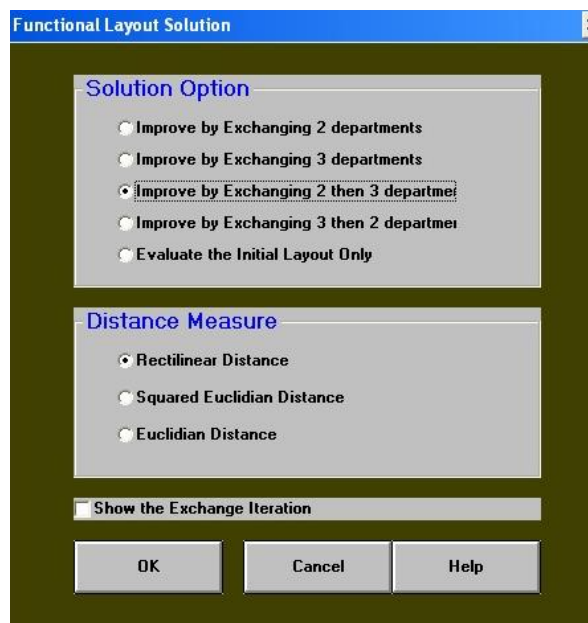 Functional Layout Solution
Solution Option
Improve by Exchanging 2 departments
Improve by Exchanging 3 departments
Improve by Exchanging 2 then 3 departme
Improve by Exchanging 3 then 2 departme
Evaluate the Initial Layout Only
Distance Measure
Rectilinear Distance
Squared Euclidian Distance
Euclidian Distance
Show the Exchange Iteration
OK Cancel Help